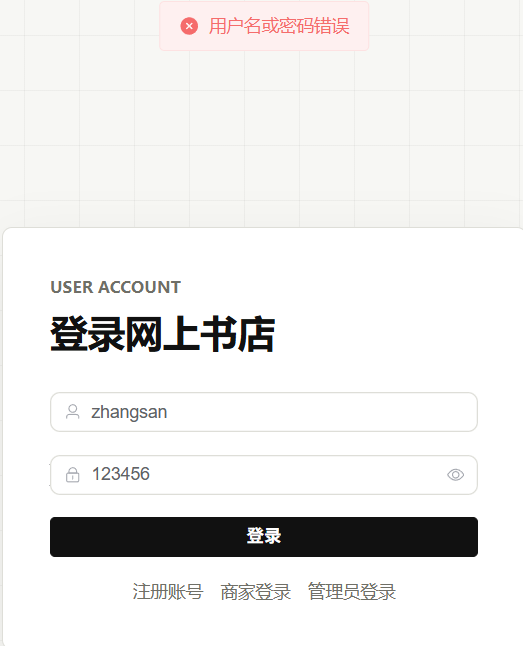 用户名或密码错误
USER ACCOUNT
登录网上书店
zhangsan
123456
登录
注册账号 商家登录 管理员登录